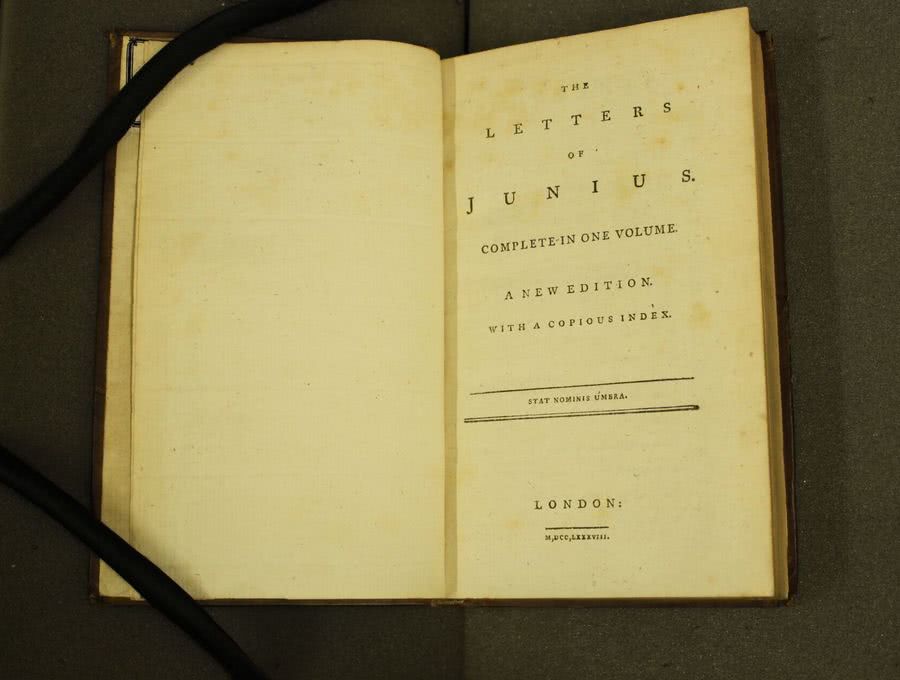 THE
LETTERS
OF
JUNIUS.
COMPLETE IN ONE VOLUME.
A NEW EDITION.
WITH A COPIOUS INDEX.
STAT NOMINIS UMBRA.
LONDON:
M,DCC,LXXXVIII.